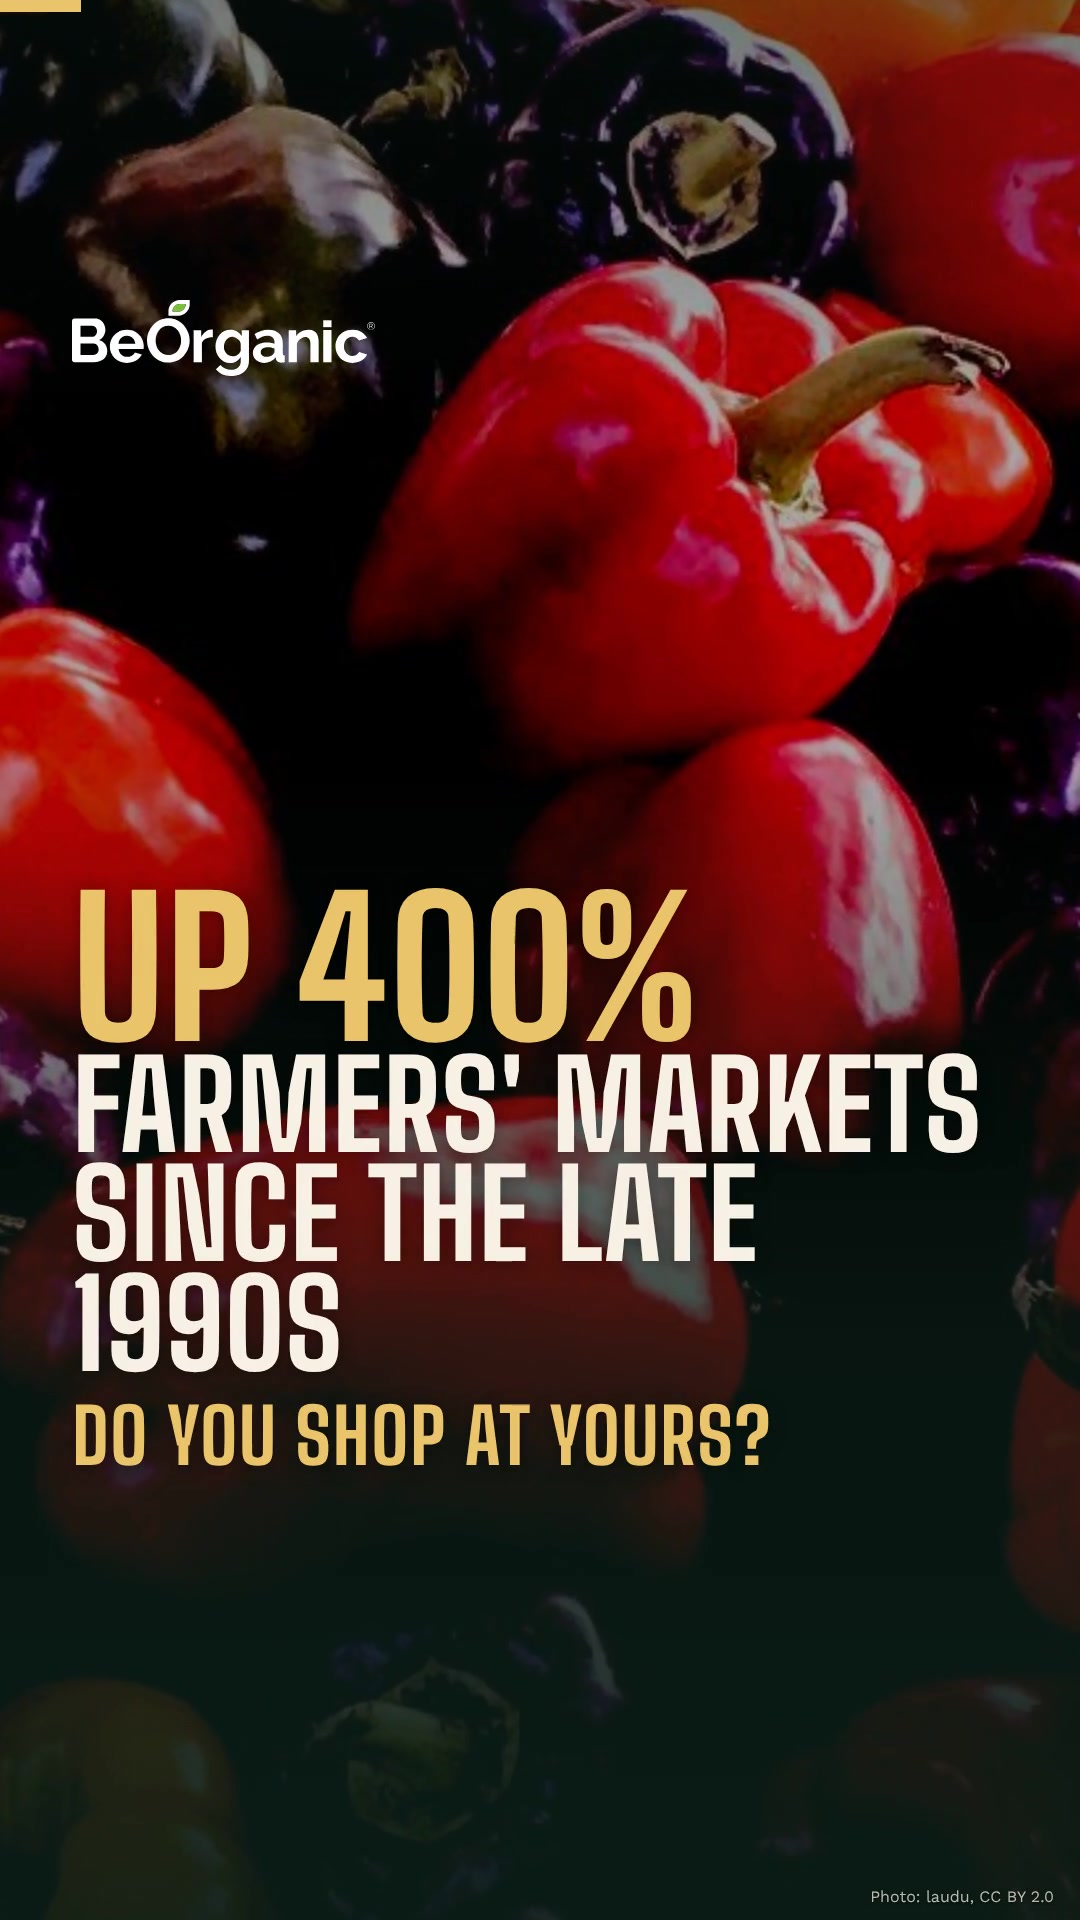 BeOrganic®
UP 400%
FARMERS' MARKETS
SINCE THE LATE
1990S
DO YOU SHOP AT YOURS?
Photo: laudu, CC BY 2.0